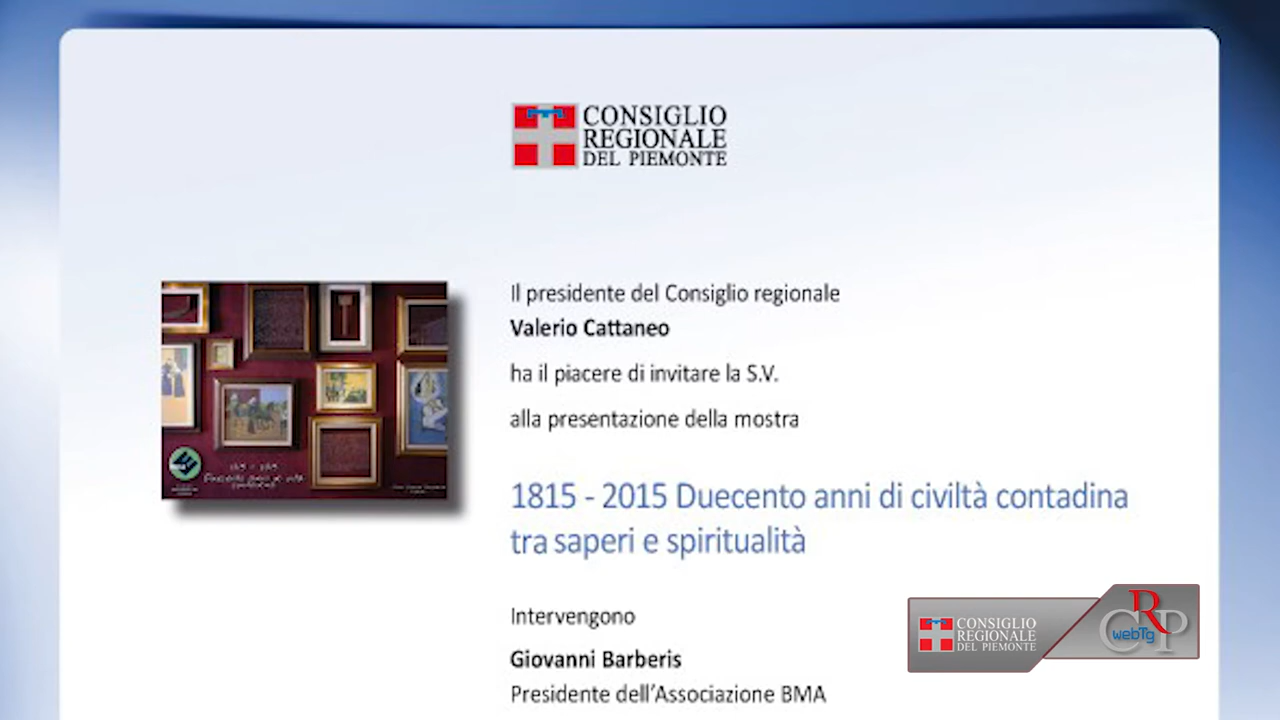 CONSIGLIO
REGIONALE
DEL PIEMONTE
Il presidente del Consiglio regionale
Valerio Cattaneo
ha il piacere di invitare la S.V.
alla presentazione della mostra
1815 - 2015 Duecento anni di civiltà contadina
tra saperi e spiritualità
Intervengono
Giovanni Barberis
Presidente dell'Associazione BMA
CONSIGLIO
REGIONALE
DEL PIEMONTE
CRP
webTg